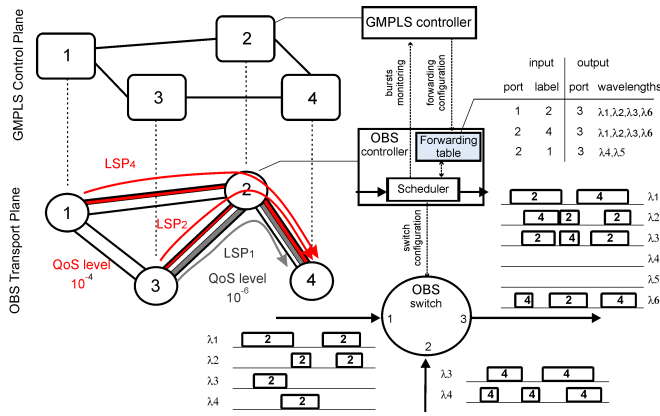 GMPLS Control Plane
1
2
3
4
GMPLS controller
bursts
monitoring
forwarding
configuration
input output
port label port wavelengths
1 2 3 λ1,λ2,λ3,λ6
2 4 3 λ1,λ2,λ3,λ6
2 1 3 λ4,λ5
OBS
controller
Forwarding
table
Scheduler
switch
configuration
OBS Transport Plane
LSP4
LSP2
LSP1
1
2
3
4
QoS level
10-4
QoS level
10-6
OBS
switch
1
3
2
2 4 λ1
4 2 2 λ2
2 4 2 λ3
λ4
λ5
4 2 4 λ6
λ1 2 2
λ2 2 2
λ3 2
λ4 2
λ3 4 4
λ4 4 4 4